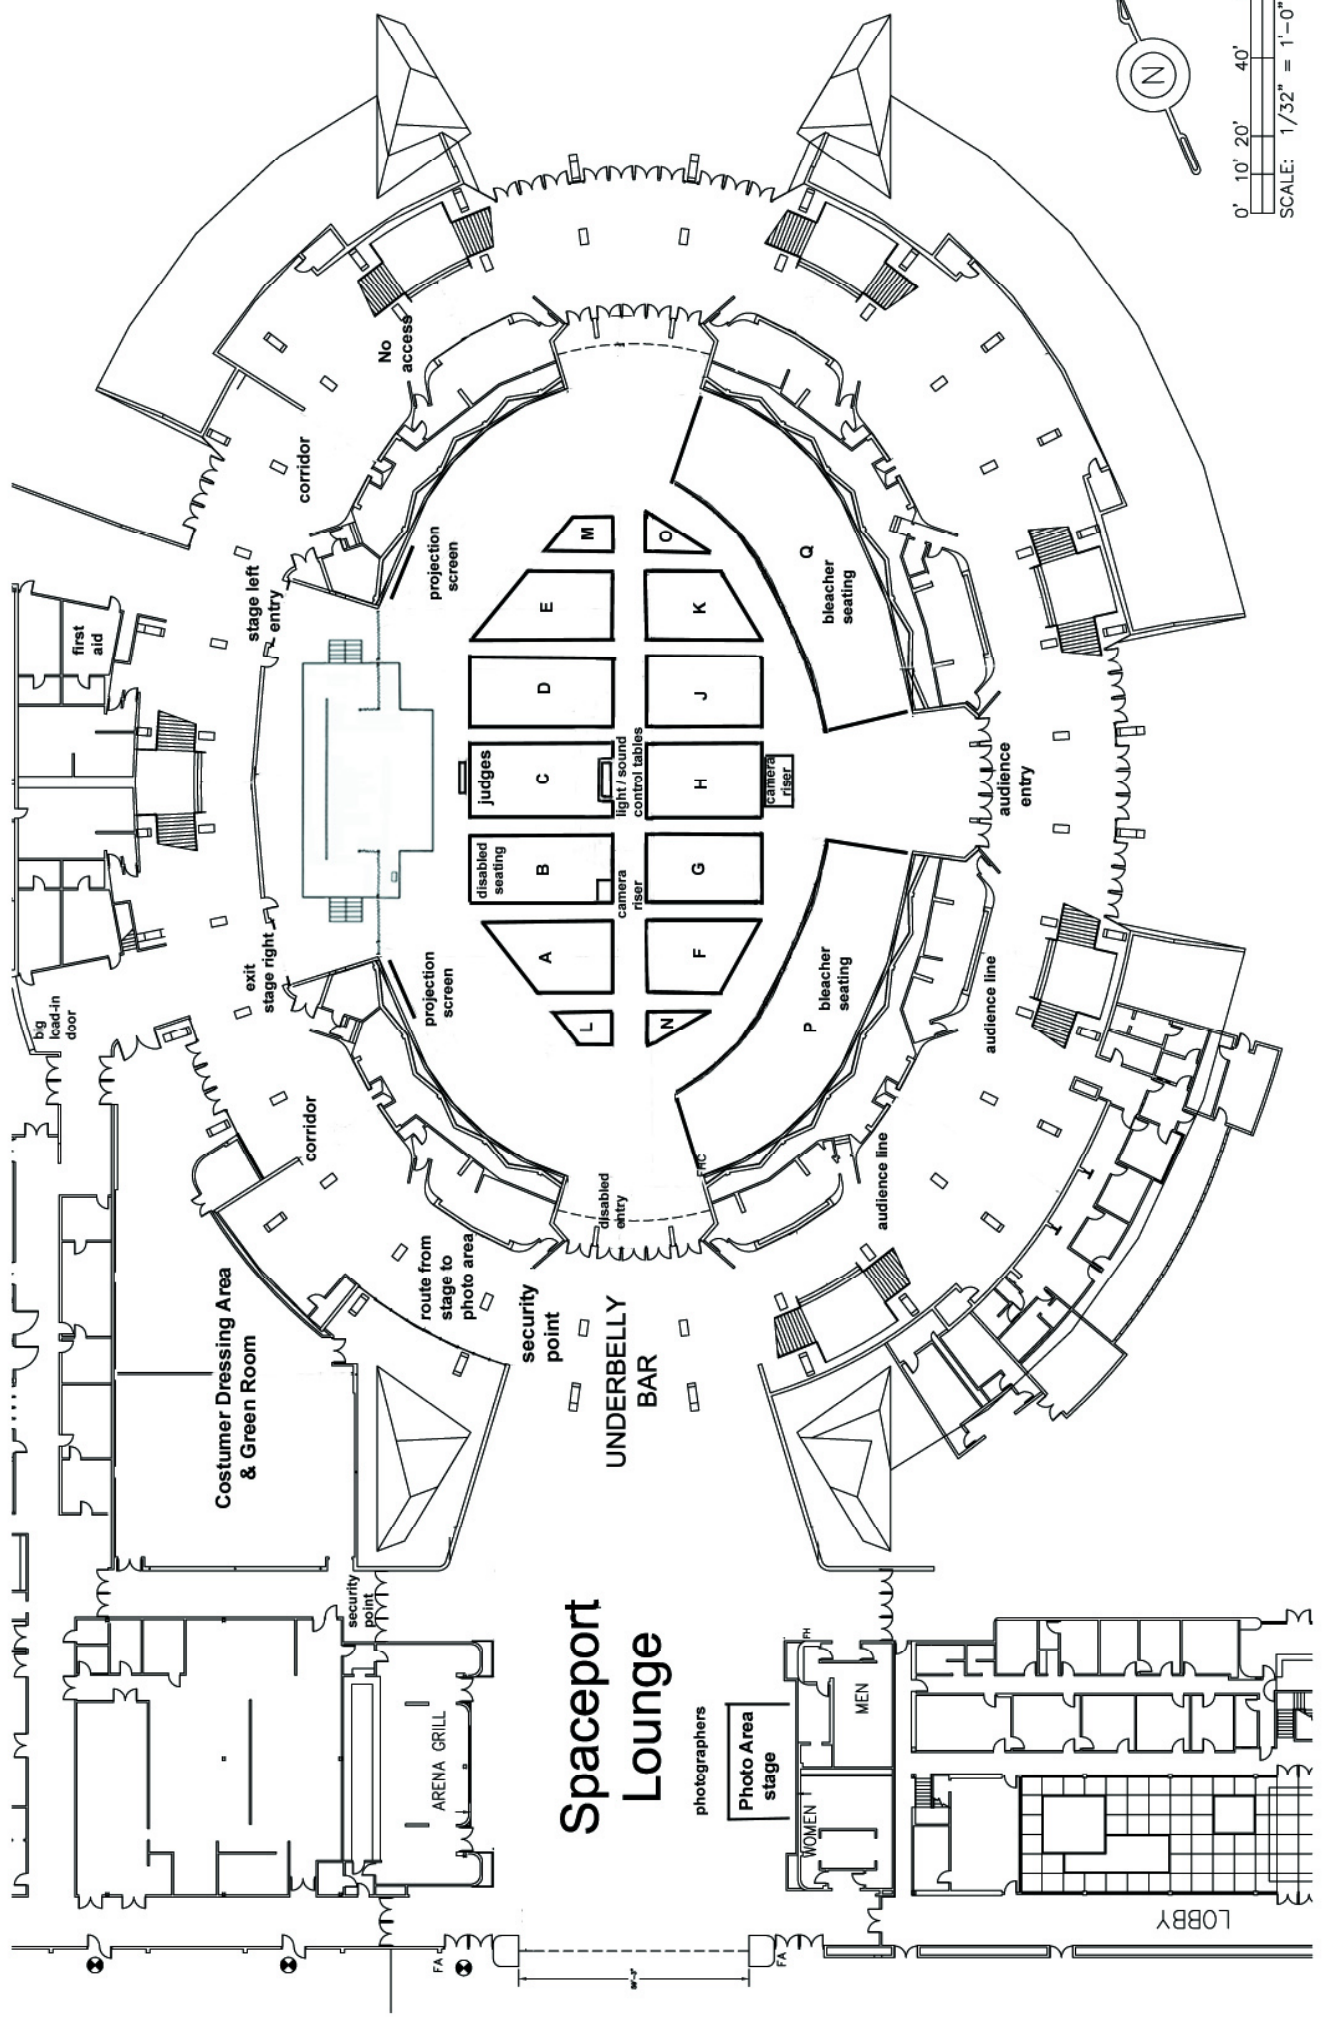 N
0' 10' 20' 40'
SCALE: 1/32" = 1'-0"
No
access
corridor
stage left
entry
first
aid
projection
screen
M
O
E
K
D
J
Q
bleacher
seating
judges
C
light / sound
control tables
H
camera
riser
audience
entry
disabled
seating
B
camera
riser
G
exit
stage right
A
F
projection
screen
L
N
P
bleacher
seating
audience line
big
load-in
door
corridor
audience line
FHC
disabled
entry
route from
stage to
photo area
security
point
UNDERBELLY
BAR
Costumer Dressing Area
& Green Room
security
point
Spaceport
Lounge
FH
MEN
photographers
Photo Area
stage
WOMEN
ARENA GRILL
LOBBY
FA
FA